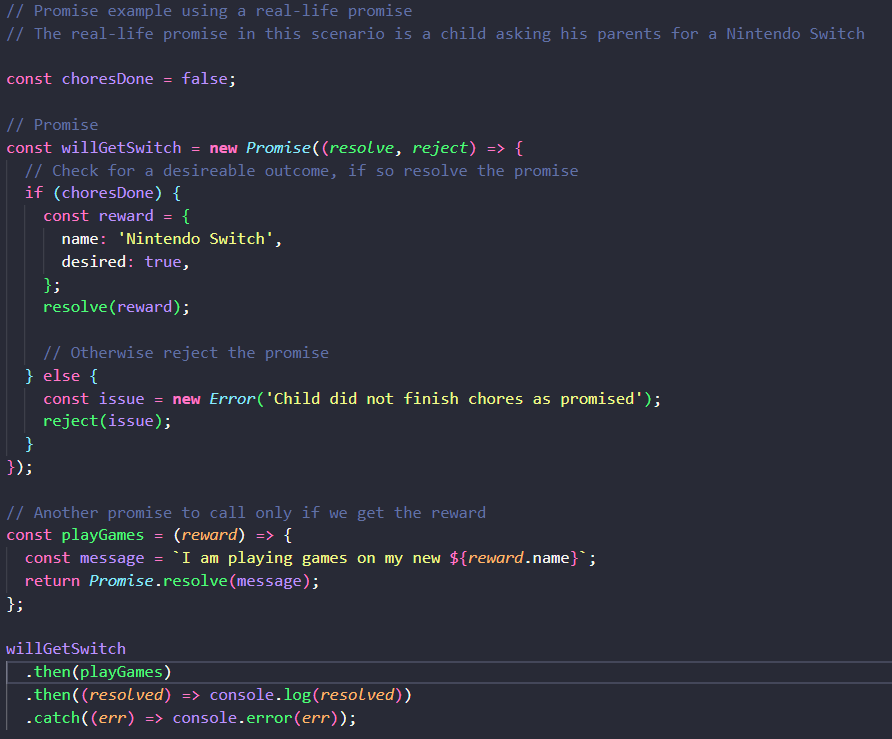 // Promise example using a real-life promise
// The real-life promise in this scenario is a child asking his parents for a Nintendo Switch

const choresDone = false;

// Promise
const willGetSwitch = new Promise((resolve, reject) => {
  // Check for a desireable outcome, if so resolve the promise
  if (choresDone) {
    const reward = {
      name: 'Nintendo Switch',
      desired: true,
    };
    resolve(reward);

    // Otherwise reject the promise
  } else {
    const issue = new Error('Child did not finish chores as promised');
    reject(issue);
  }
});

// Another promise to call only if we get the reward
const playGames = (reward) => {
  const message = `I am playing games on my new ${reward.name}`;
  return Promise.resolve(message);
};

willGetSwitch
  .then(playGames)
  .then((resolved) => console.log(resolved))
  .catch((err) => console.error(err));